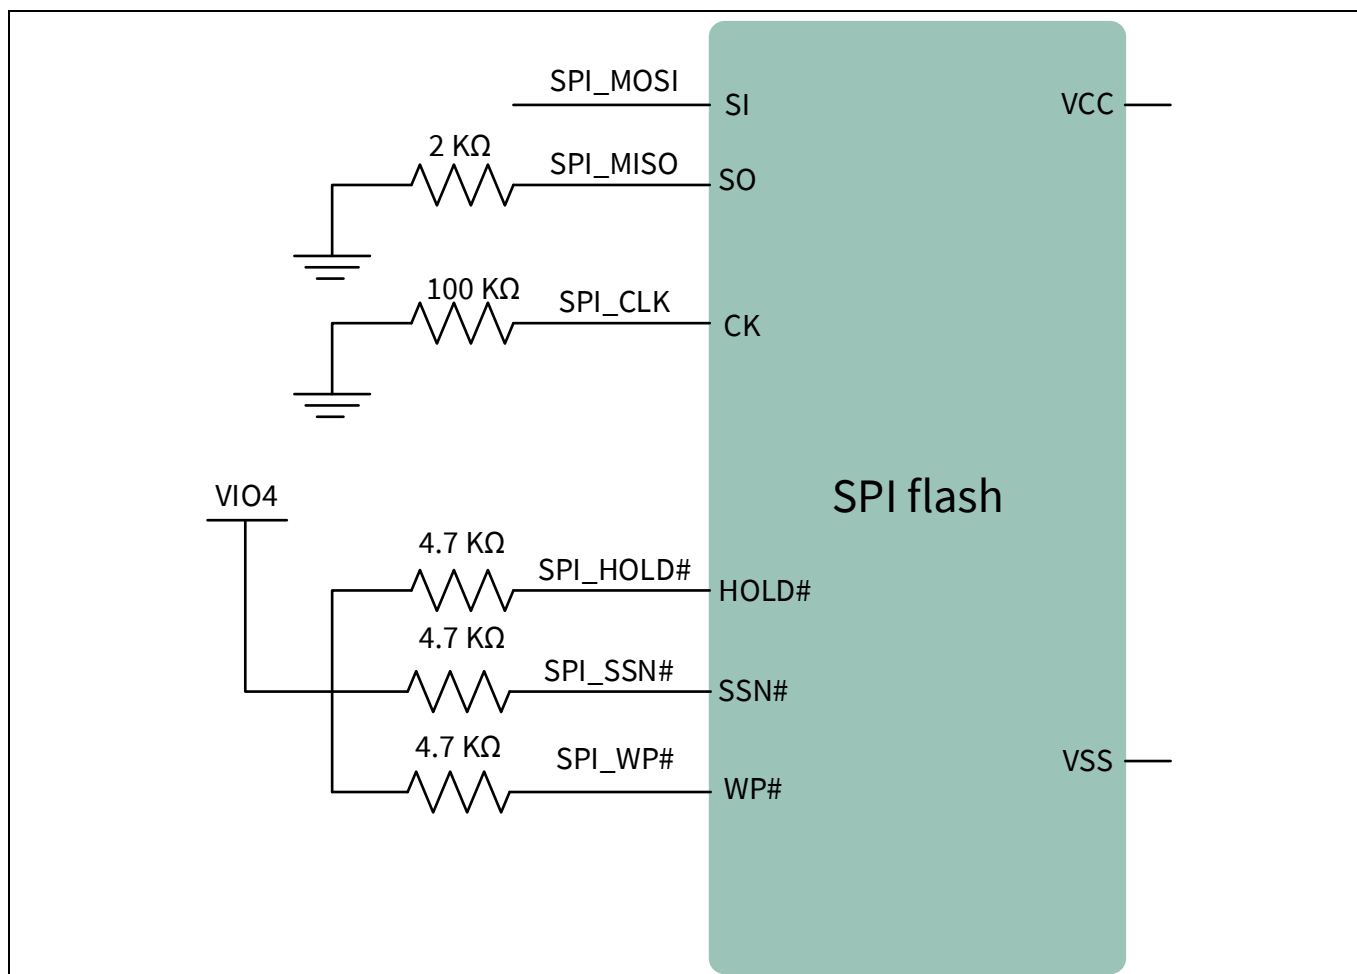 SPI_MOSI
SI
VCC
2 KΩ
SPI_MISO
SO
100 KΩ
SPI_CLK
CK
VIO4
SPI flash
4.7 KΩ
SPI_HOLD#
HOLD#
4.7 KΩ
SPI_SSN#
SSN#
4.7 KΩ
SPI_WP#
WP#
VSS